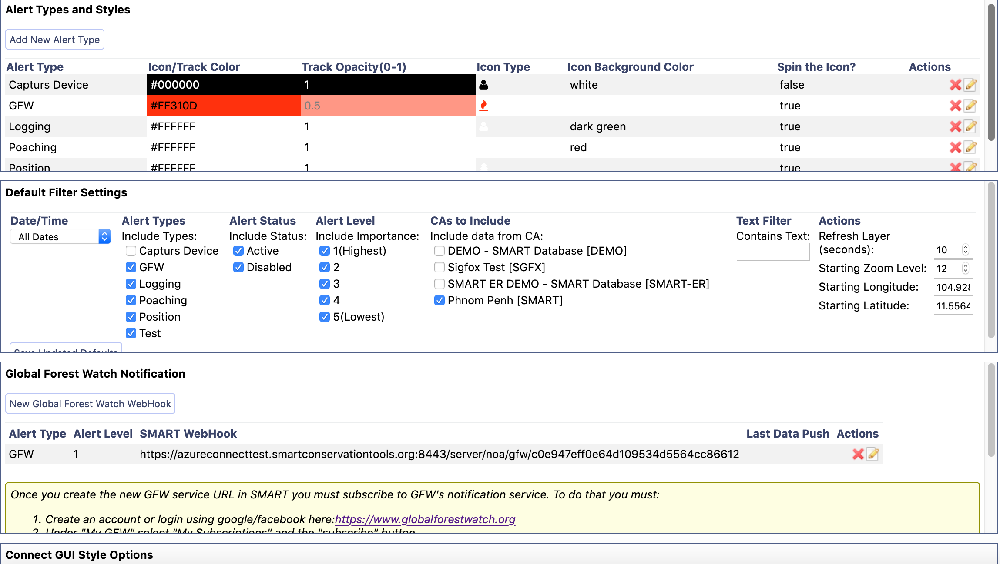 Alert Types and Styles
Add New Alert Type
Alert Type Icon/Track Color Track Opacity(0-1) Icon Type Icon Background Color Spin the Icon? Actions
Capturs Device #000000 1 white false
GFW #FF310D 0.5 true
Logging #FFFFFF 1 dark green true
Poaching #FFFFFF 1 red true
Position #FFFFFF 1 true
Default Filter Settings
Date/Time Alert Types Alert Status Alert Level CAs to Include Text Filter Actions
All Dates Include Types: Include Status: Include Importance: Include data from CA: Contains Text: Refresh Layer
Capturs Device Active 1(Highest) DEMO - SMART Database [DEMO] (seconds): 10
GFW Disabled 2 Sigfox Test [SGFX] Starting Zoom Level: 12
Logging 3 SMART ER DEMO - SMART Database [SMART-ER] Starting Longitude: 104.928
Poaching 4 Phnom Penh [SMART] Starting Latitude: 11.5564
Position 5(Lowest)
Test
Save Updated Defaults
Global Forest Watch Notification
New Global Forest Watch WebHook
Alert Type Alert Level SMART WebHook Last Data Push Actions
GFW 1 https://azureconnecttest.smartconservationtools.org:8443/server/noa/gfw/c0e947eff0e64d109534d5564cc86612
Once you create the new GFW service URL in SMART you must subscribe to GFW's notification service. To do that you must:
1. Create an account or login using google/facebook here:https://www.globalforestwatch.org
2. Under "My GFW" select "My Subscriptions" and the "subscribe" button
Connect GUI Style Options